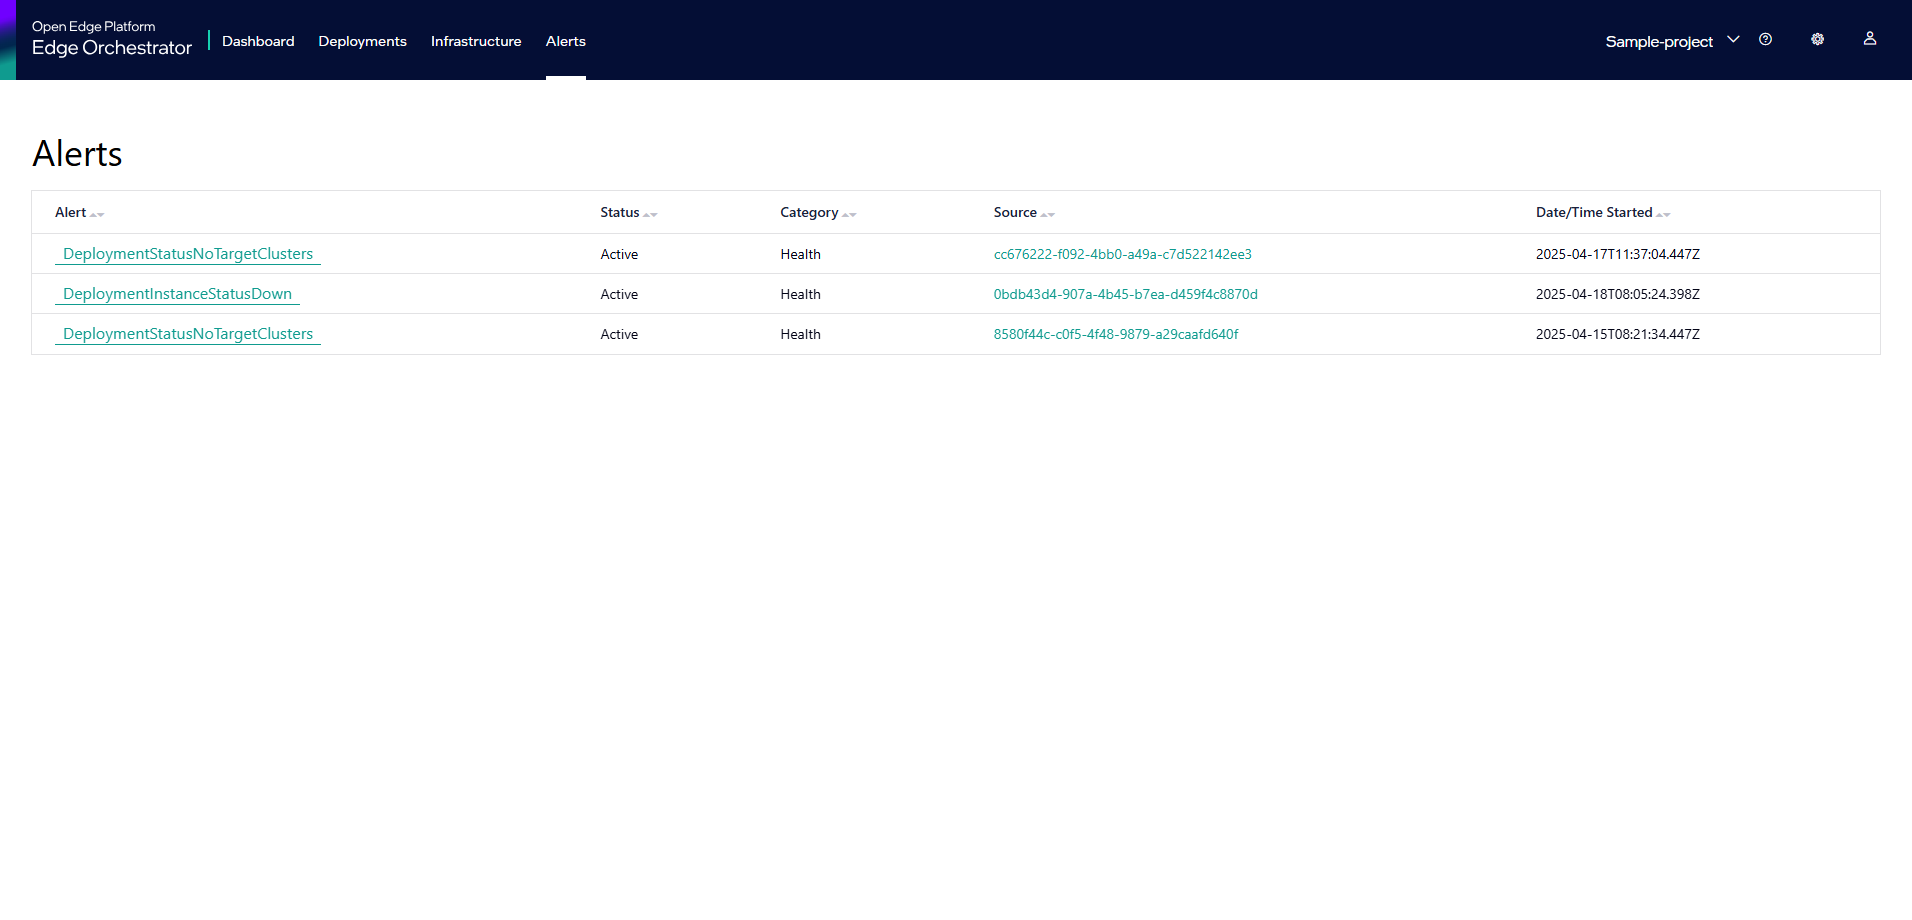 Open Edge Platform
Edge Orchestrator
Dashboard Deployments Infrastructure Alerts Sample-project
Alerts
Alert Status Category Source Date/Time Started
DeploymentStatusNoTargetClusters Active Health cc676222-f092-4bb0-a49a-c7d522142ee3 2025-04-17T11:37:04.447Z
DeploymentInstanceStatusDown Active Health 0bdb43d4-907a-4b45-b7ea-d459f4c8870d 2025-04-18T08:05:24.398Z
DeploymentStatusNoTargetClusters Active Health 8580f44c-c0f5-4f48-9879-a29caafd640f 2025-04-15T08:21:34.447Z